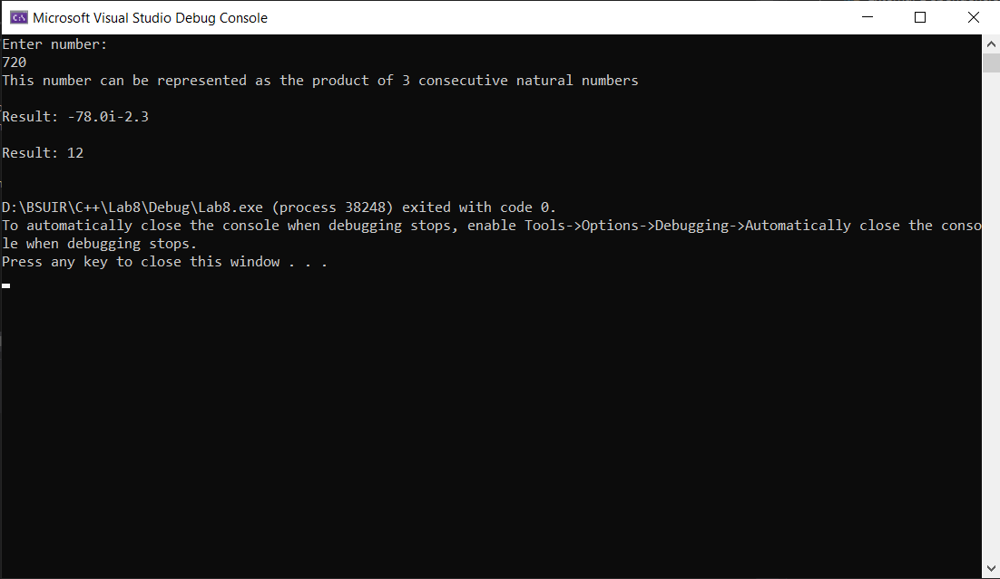 Microsoft Visual Studio Debug Console
Enter number:
720
This number can be represented as the product of 3 consecutive natural numbers
Result: -78.0i-2.3
Result: 12
D:\BSUIR\C++\Lab8\Debug\Lab8.exe (process 38248) exited with code 0.
To automatically close the console when debugging stops, enable Tools->Options->Debugging->Automatically close the conso
le when debugging stops.
Press any key to close this window . . .